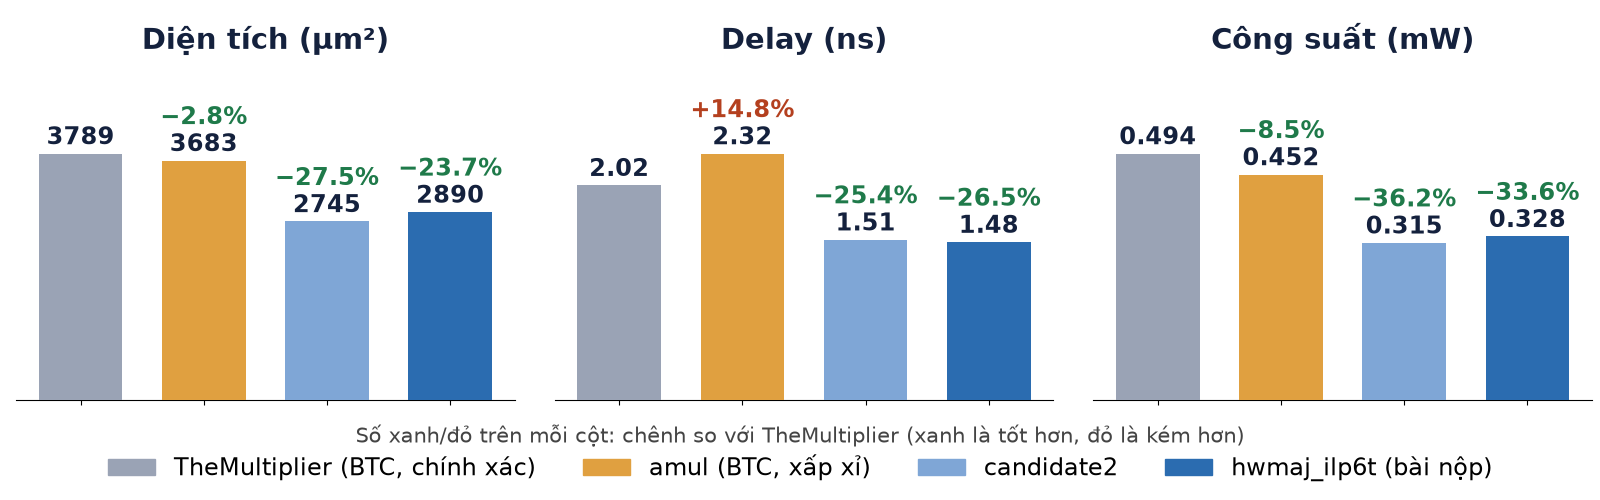 Diện tích (μm²)
3789
−2.8%
3683
−27.5%
2745
−23.7%
2890
Delay (ns)
2.02
+14.8%
2.32
−25.4%
1.51
−26.5%
1.48
Công suất (mW)
0.494
−8.5%
0.452
−36.2%
0.315
−33.6%
0.328
Số xanh/đỏ trên mỗi cột: chênh so với TheMultiplier (xanh là tốt hơn, đỏ là kém hơn)
TheMultiplier (BTC, chính xác)
amul (BTC, xấp xỉ)
candidate2
hwmaj_ilp6t (bài nộp)